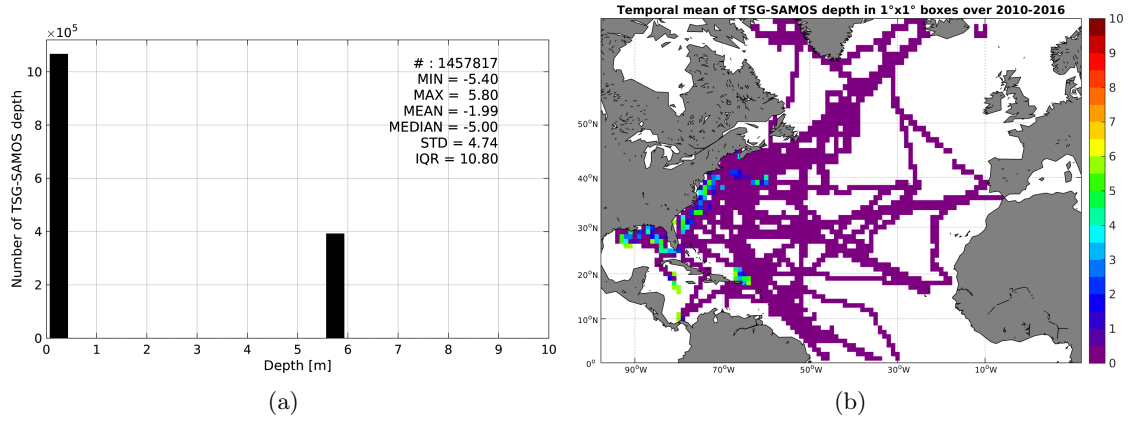 ×10⁵
# : 1457817
MIN = -5.40
MAX = 5.80
MEAN = -1.99
MEDIAN = -5.00
STD = 4.74
IQR = 10.80
Number of TSG-SAMOS depth
10
8
6
4
2
0
0 1 2 3 4 5 6 7 8 9 10
Depth [m]
(a)
Temporal mean of TSG-SAMOS depth in 1°x1° boxes over 2010-2016
50°N
40°N
30°N
20°N
10°N
0°
90°W 70°W 50°W 30°W 10°W
10
9
8
7
6
5
4
3
2
1
0
(b)